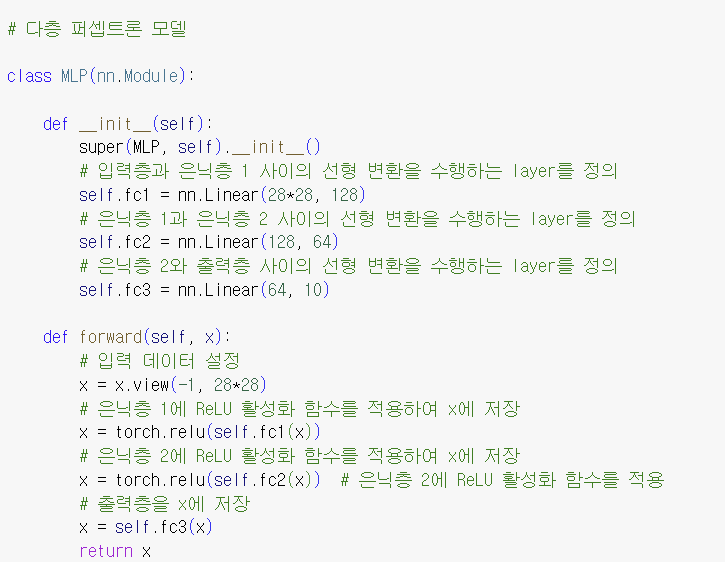 # 다층 퍼셉트론 모델
class MLP(nn.Module):
def __init__(self):
super(MLP, self).__init__()
# 입력층과 은닉층 1 사이의 선형 변환을 수행하는 layer를 정의
self.fc1 = nn.Linear(28*28, 128)
# 은닉층 1과 은닉층 2 사이의 선형 변환을 수행하는 layer를 정의
self.fc2 = nn.Linear(128, 64)
# 은닉층 2와 출력층 사이의 선형 변환을 수행하는 layer를 정의
self.fc3 = nn.Linear(64, 10)
def forward(self, x):
# 입력 데이터 설정
x = x.view(-1, 28*28)
# 은닉층 1에 ReLU 활성화 함수를 적용하여 x에 저장
x = torch.relu(self.fc1(x))
# 은닉층 2에 ReLU 활성화 함수를 적용하여 x에 저장
x = torch.relu(self.fc2(x))  # 은닉층 2에 ReLU 활성화 함수를 적용
# 출력층을 x에 저장
x = self.fc3(x)
return x